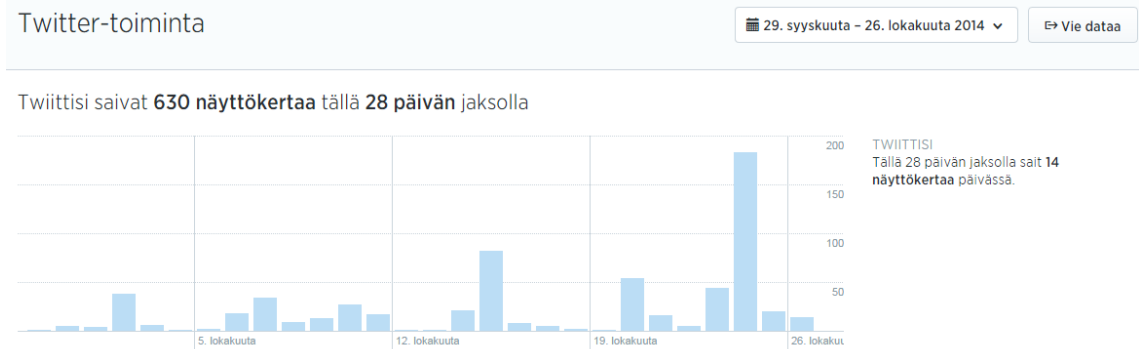 Twitter-toiminta
29. syyskuuta – 26. lokakuuta 2014
Vie dataa
Twiittisi saivat 630 näyttökertaa tällä 28 päivän jaksolla
200
150
100
50
5. lokakuuta
12. lokakuuta
19. lokakuuta
26. lokakuu
TWIITTISI
Tällä 28 päivän jaksolla sait 14
näyttökertaa päivässä.